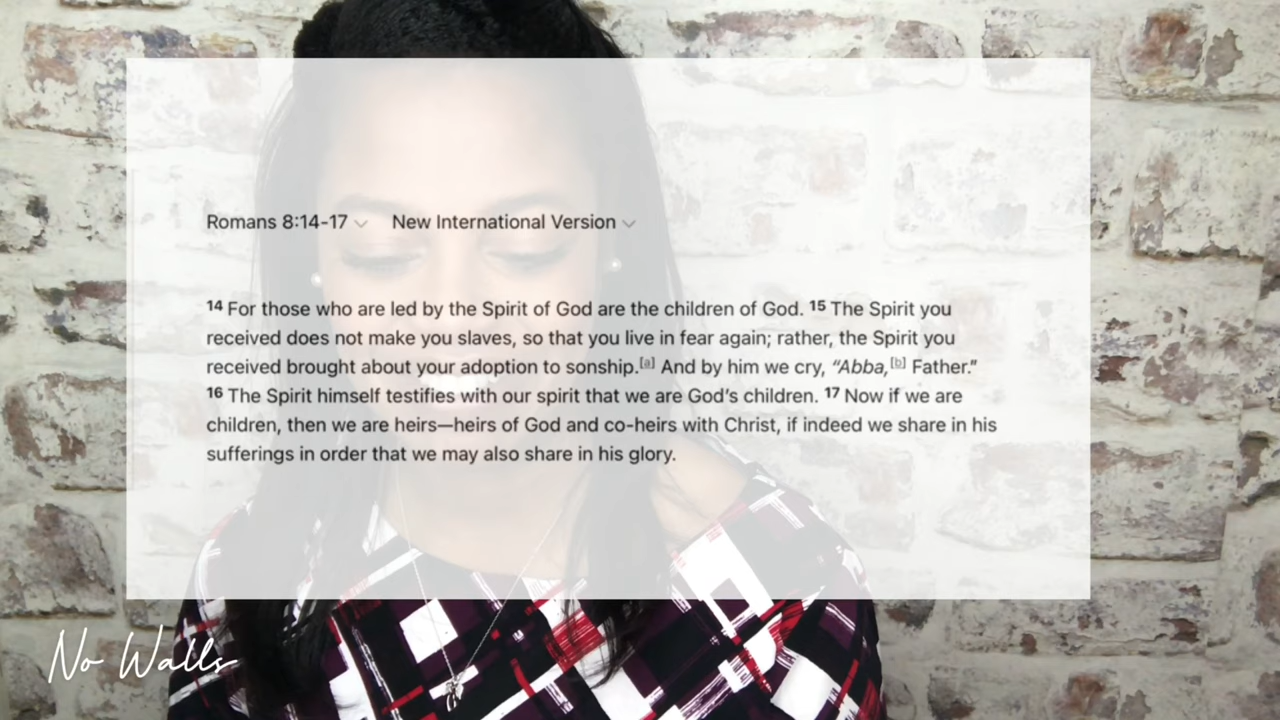 Romans 8:14-17 New International Version
14 For those who are led by the Spirit of God are the children of God. 15 The Spirit you
received does not make you slaves, so that you live in fear again; rather, the Spirit you
received brought about your adoption to sonship.[a] And by him we cry, “Abba,[b] Father.”
16 The Spirit himself testifies with our spirit that we are God’s children. 17 Now if we are
children, then we are heirs—heirs of God and co-heirs with Christ, if indeed we share in his
sufferings in order that we may also share in his glory.
No Walls